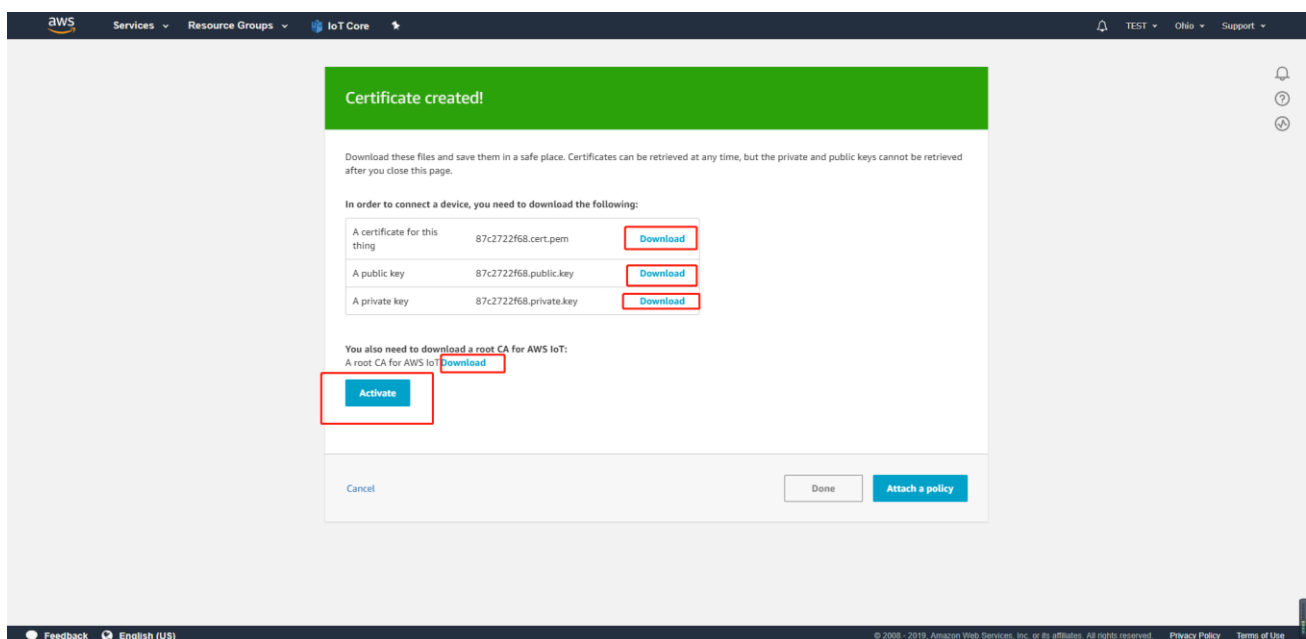 aws Services Resource Groups IoT Core TEST Ohio Support
Certificate created!
Download these files and save them in a safe place. Certificates can be retrieved at any time, but the private and public keys cannot be retrieved
after you close this page.
In order to connect a device, you need to download the following:
A certificate for this
thing 87c2722f68.cert.pem Download
A public key 87c2722f68.public.key Download
A private key 87c2722f68.private.key Download
You also need to download a root CA for AWS IoT:
A root CA for AWS IoT Download
Activate
Cancel Done Attach a policy
Feedback English (US) © 2008 - 2019, Amazon Web Services, Inc. or its affiliates. All rights reserved. Privacy Policy Terms of Use